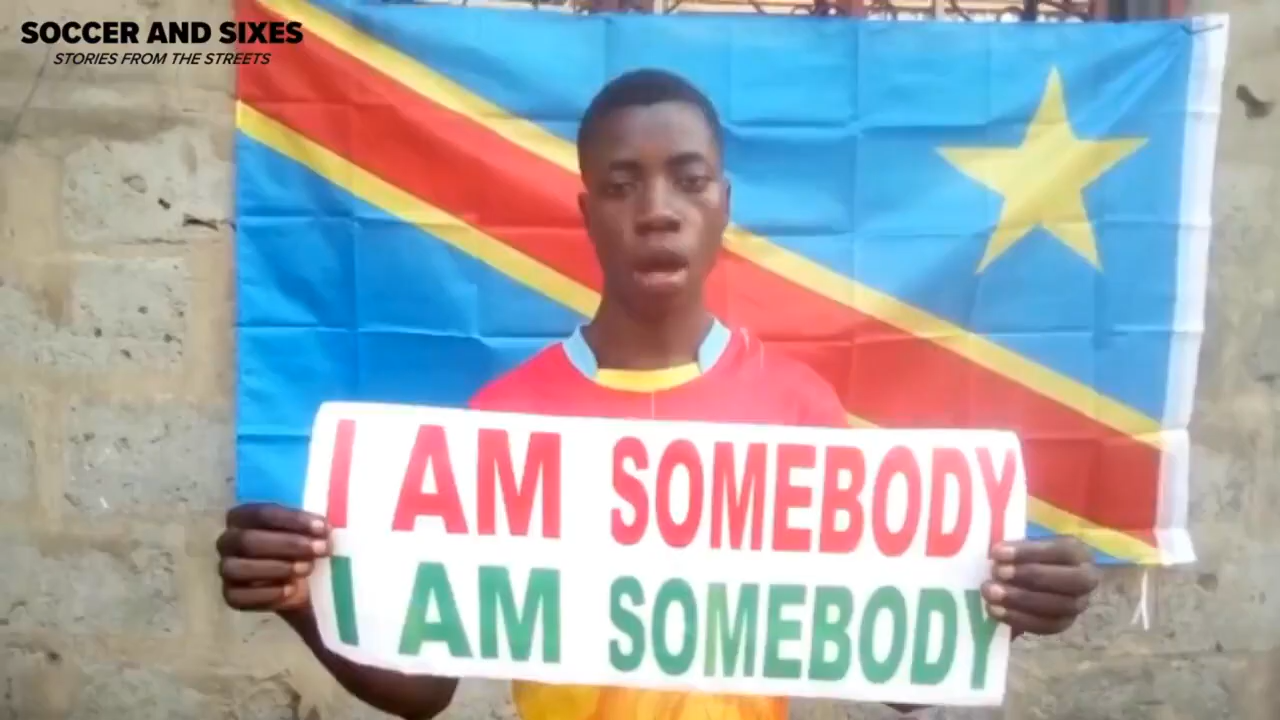 SOCCER AND SIXES
STORIES FROM THE STREETS
I AM SOMEBODY
I AM SOMEBODY